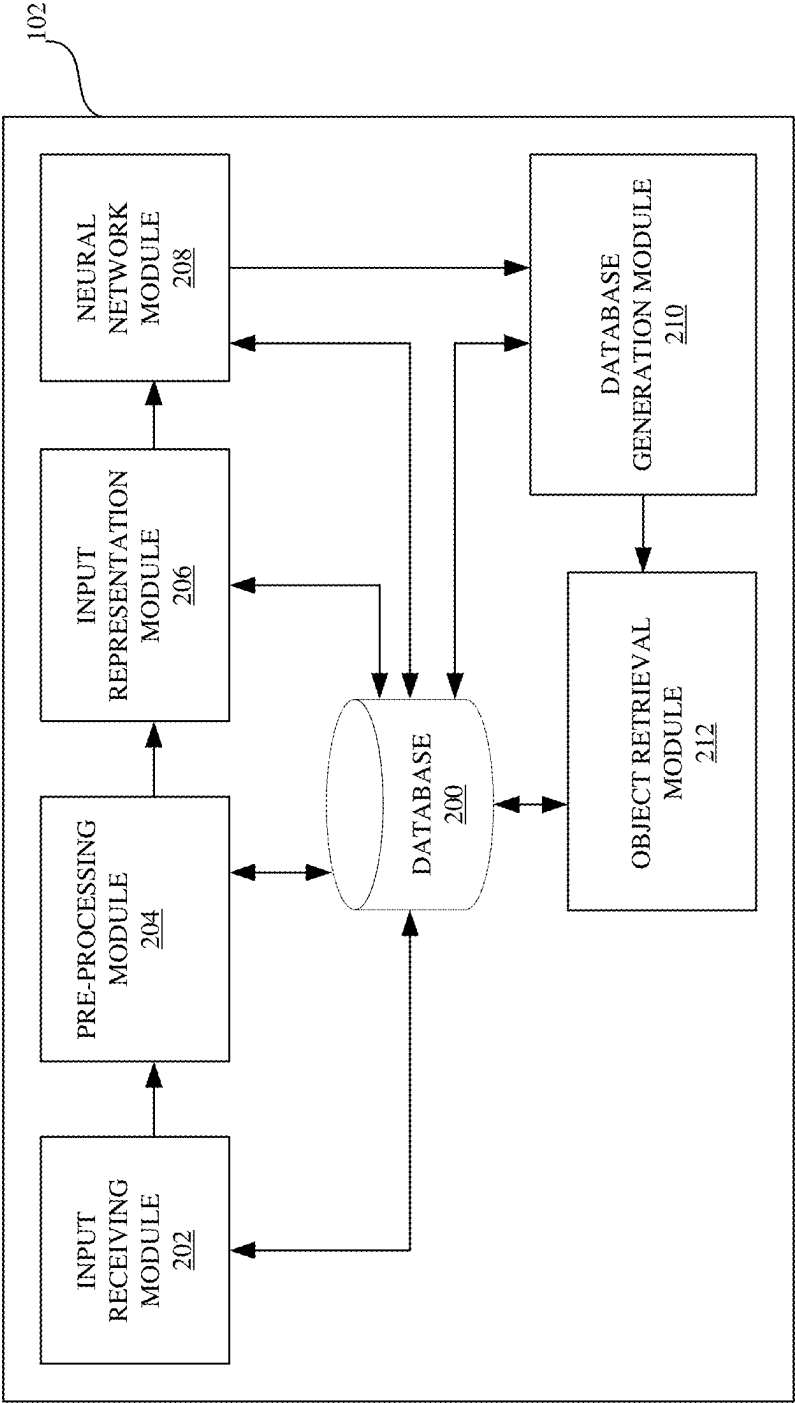 102
INPUT
RECEIVING
MODULE
202
PRE-PROCESSING
MODULE
204
INPUT
REPRESENTATION
MODULE
206
NEURAL
NETWORK
MODULE
208
DATABASE
200
OBJECT RETRIEVAL
MODULE
212
DATABASE
GENERATION MODULE
210